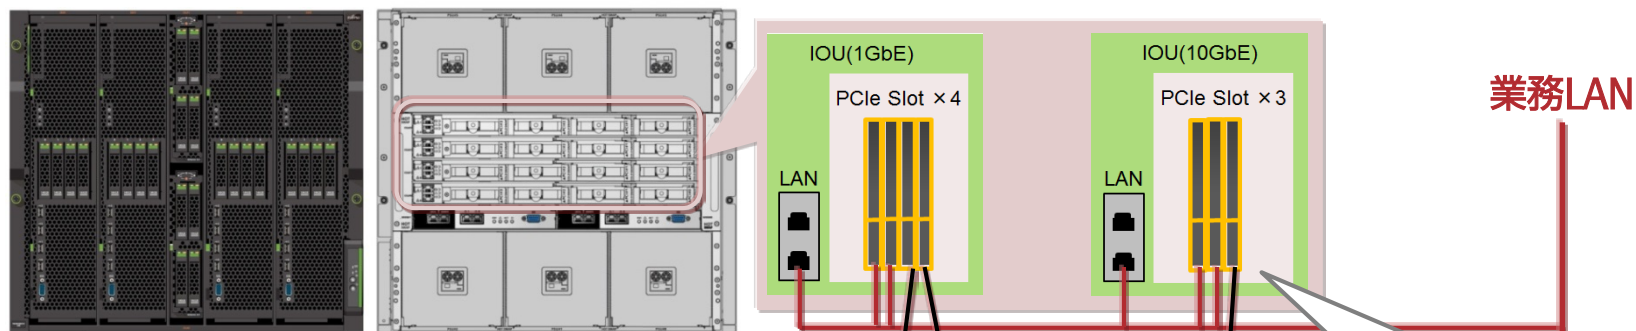 IOU(1GbE)
PCIe Slot ×4
LAN
IOU(10GbE)
PCIe Slot ×3
LAN
業務LAN